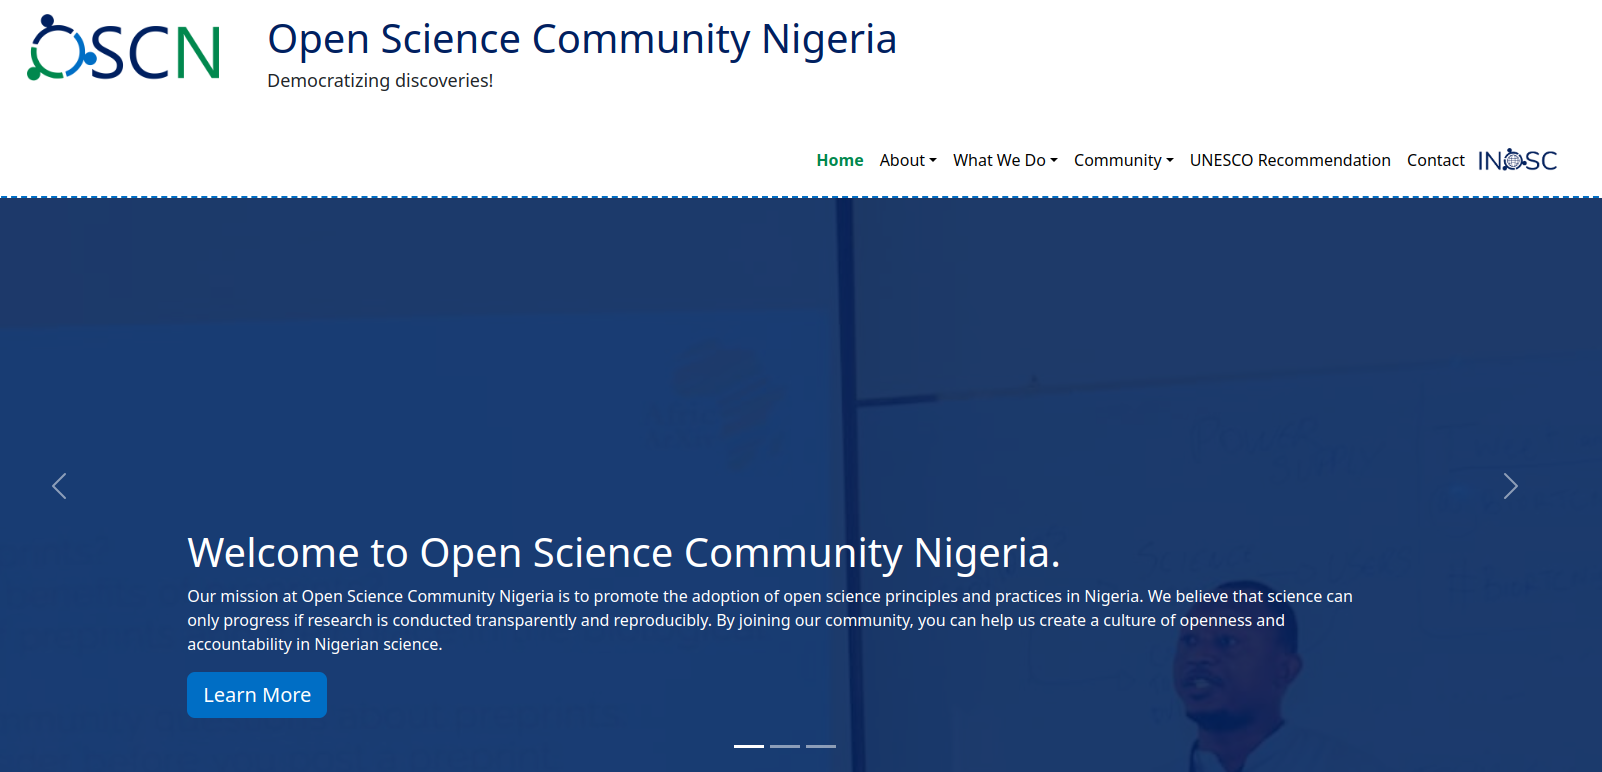 OSCN
Open Science Community Nigeria
Democratizing discoveries!
Home About What We Do Community UNESCO Recommendation Contact INOSC
Welcome to Open Science Community Nigeria.
Our mission at Open Science Community Nigeria is to promote the adoption of open science principles and practices in Nigeria. We believe that science can
only progress if research is conducted transparently and reproducibly. By joining our community, you can help us create a culture of openness and
accountability in Nigerian science.
Learn More